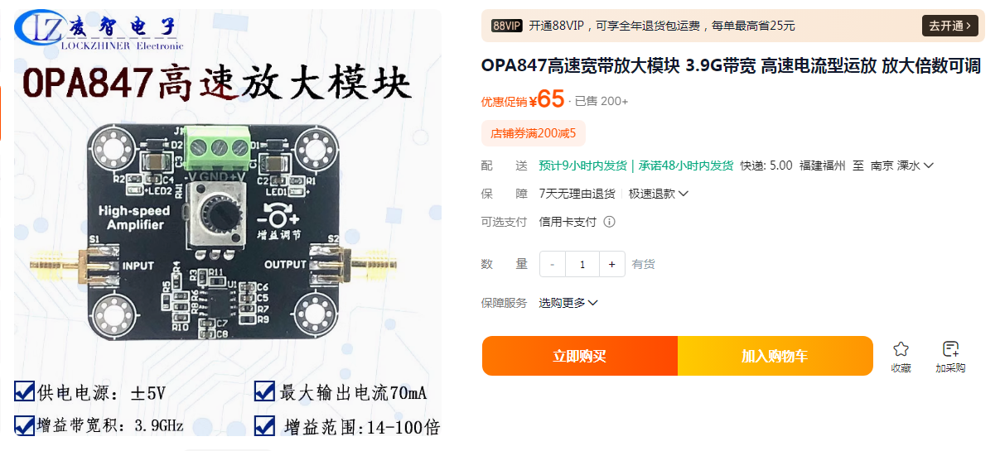 LZ 凌智电子
LOCKZHINER Electronic
OPA847高速放大模块
J1
D2
D1
C3
-V GND +V
R2
C4
C2
R1
LED2
LED1
RW1
High-speed
Amplifier
- +
增益调节
S1
S2
INPUT
OUTPUT
R4
R3
R11
R5
R6
U1
C6
C5
R8
R7
R9
R10
C7
C8
供电电源：±5V
最大输出电流70mA
增益带宽积：3.9GHz
增益范围:14-100倍
88VIP 开通88VIP，可享全年退货包运费，每单最高省25元 去开通 >
OPA847高速宽带放大模块 3.9G带宽 高速电流型运放 放大倍数可调
优惠促销¥65 · 已售 200+
店铺券满200减5
配 送 预计9小时内发货 | 承诺48小时内发货 快递: 5.00 福建福州 至 南京 溧水
保 障 7天无理由退货 极速退款
可选支付 信用卡支付
数 量 - 1 + 有货
保障服务 选购更多
立即购买 加入购物车
收藏 加采购